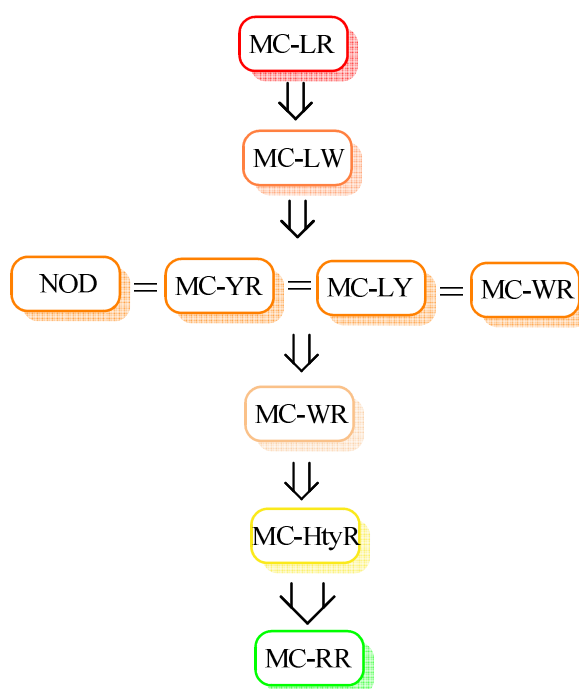 MC-LR
MC-LW
NOD = MC-YR = MC-LY = MC-WR
MC-WR
MC-HtyR
MC-RR